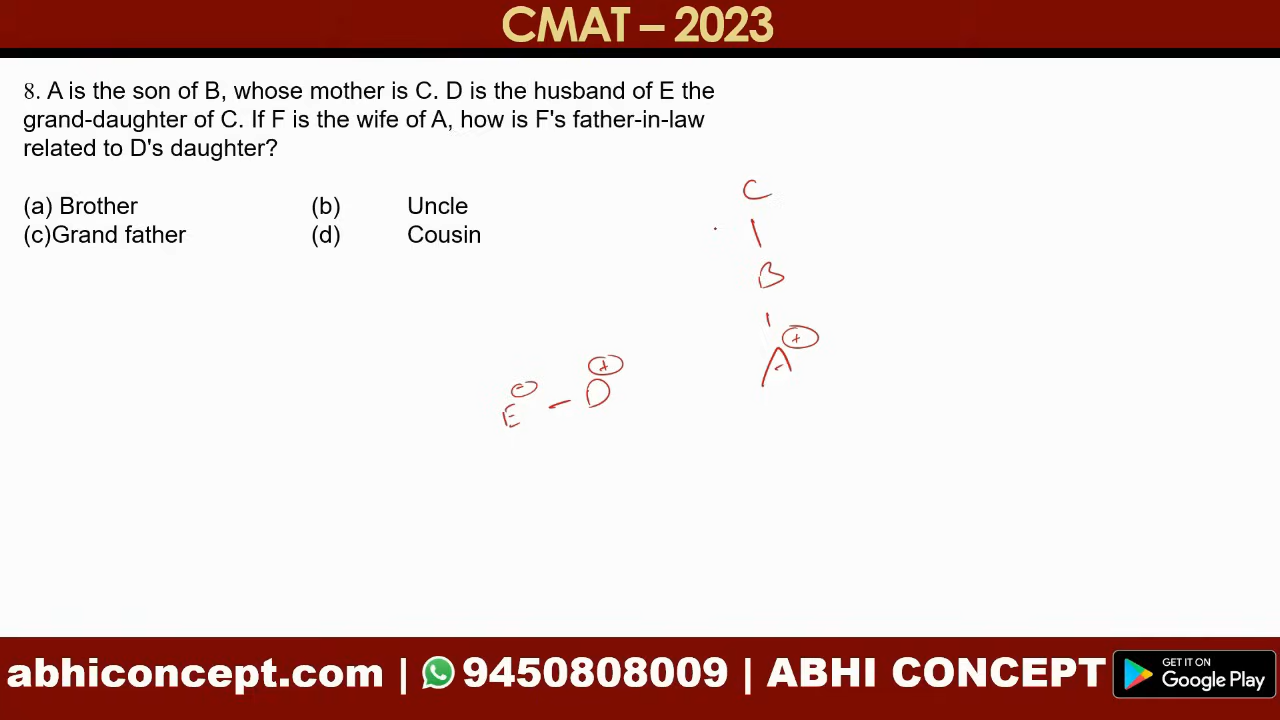 CMAT – 2023
8. A is the son of B, whose mother is C. D is the husband of E the
grand-daughter of C. If F is the wife of A, how is F's father-in-law
related to D's daughter?
(a) Brother (b) Uncle
(c)Grand father (d) Cousin
C
B
+
A
+
E – D
abhiconcept.com | 9450808009 | ABHI CONCEPT
GET IT ON
Google Play